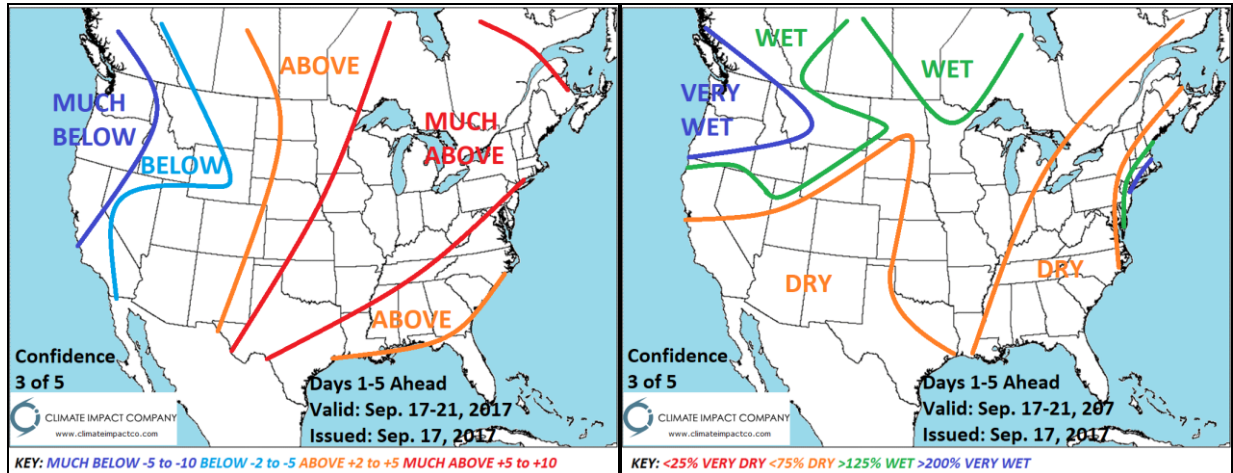 ABOVE
MUCH
BELOW
BELOW
MUCH
ABOVE
ABOVE
Confidence
3 of 5
Days 1-5 Ahead
Valid: Sep. 17-21, 2017
Issued: Sep. 17, 2017
CLIMATE IMPACT COMPANY
www.climateimpactco.com
KEY: MUCH BELOW -5 to -10 BELOW -2 to -5 ABOVE +2 to +5 MUCH ABOVE +5 to +10
WET
WET
VERY
WET
DRY
DRY
Confidence
3 of 5
Days 1-5 Ahead
Valid: Sep. 17-21, 207
Issued: Sep. 17, 2017
CLIMATE IMPACT COMPANY
www.climateimpactco.com
KEY: <25% VERY DRY <75% DRY >125% WET >200% VERY WET